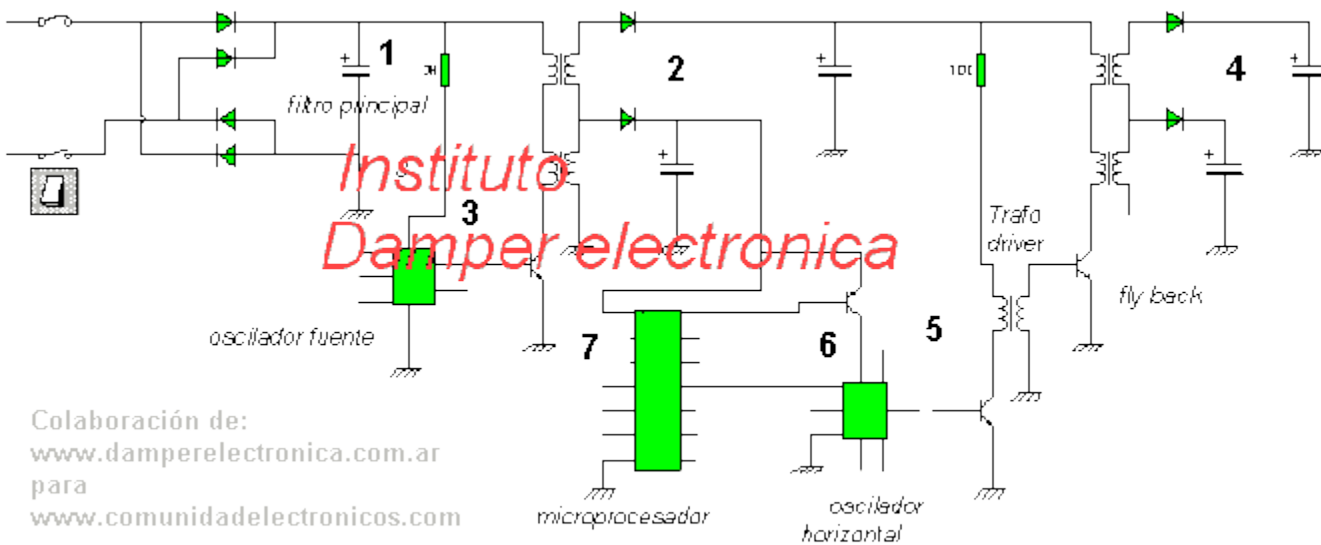 1
2
4
filtro principal
Instituto
3
Damper electronica
Trafo
driver
fly back
oscilador fuente
7
6
5
100
microprocesador
oscilador
horizontal
Colaboración de:
www.damperelectronica.com.ar
para
www.comunidadelectronicos.com